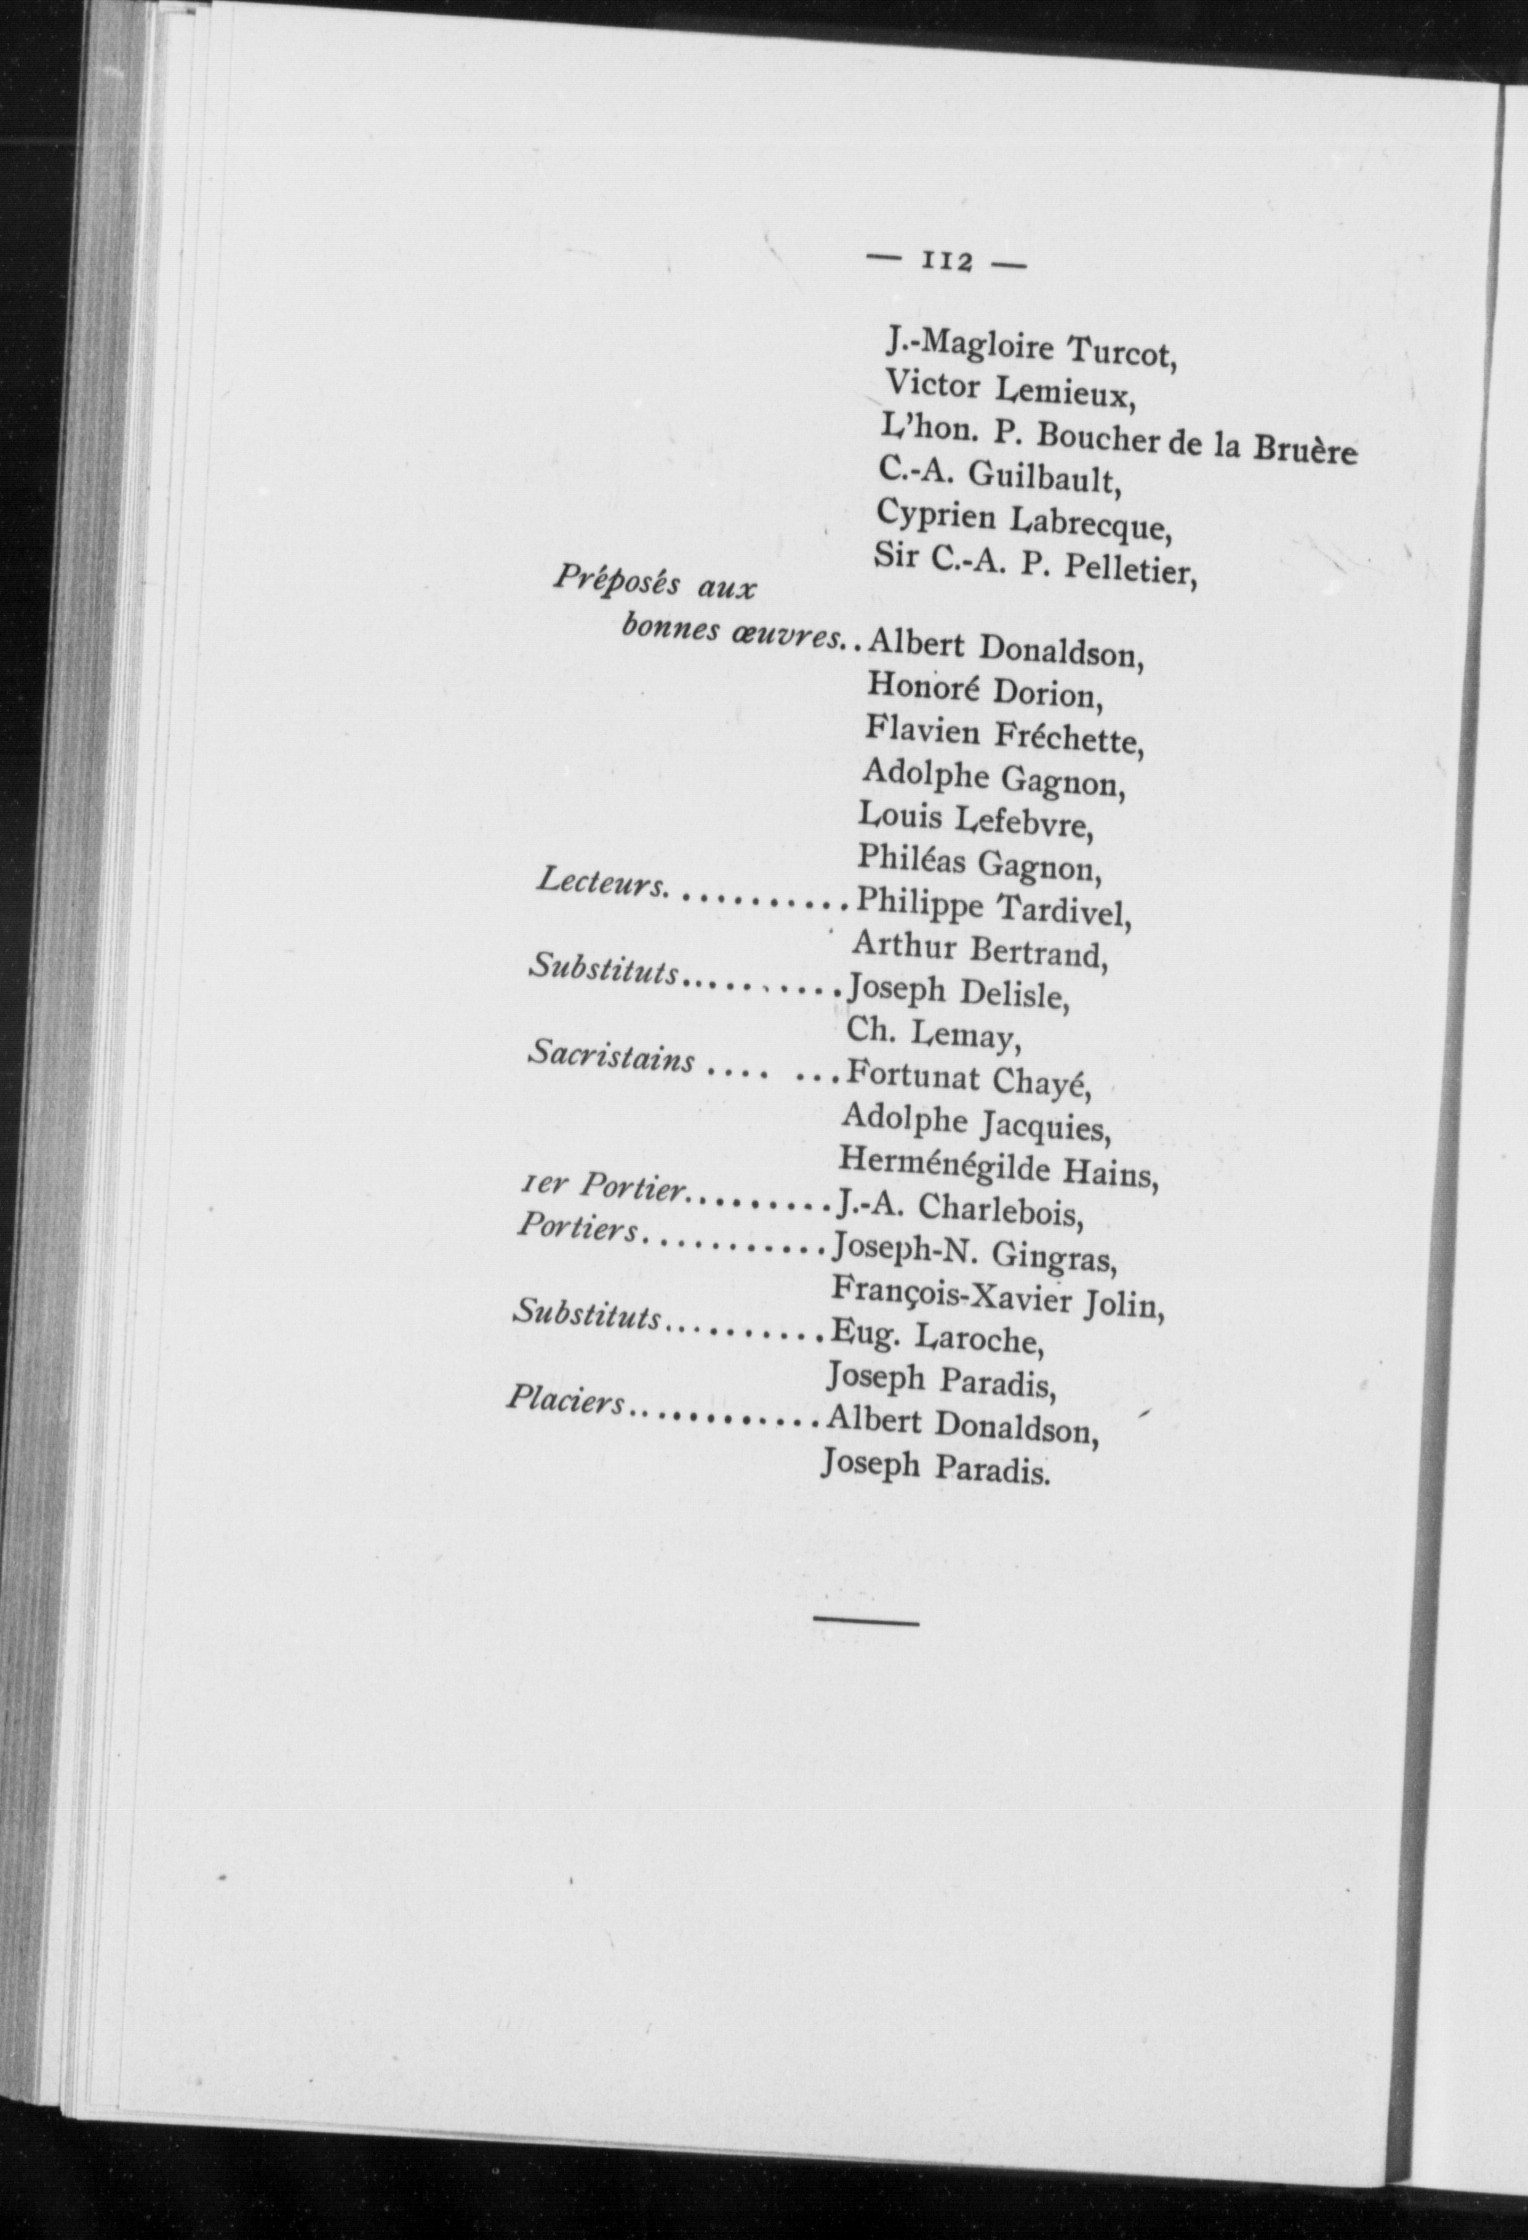 — 112 —
J.-Magloire Turcot,
Victor Lemieux,
L'hon. P. Boucher de la Bruère
C.-A. Guilbault,
Cyprien Labrecque,
Sir C.-A. P. Pelletier,
Préposés aux
bonnes œuvres.. Albert Donaldson,
Honoré Dorion,
Flavien Fréchette,
Adolphe Gagnon,
Louis Lefebvre,
Philéas Gagnon,
Lecteurs........... Philippe Tardivel,
Arthur Bertrand,
Substituts.......... Joseph Delisle,
Ch. Lemay,
Sacristains .... ... Fortunat Chayé,
Adolphe Jacquies,
Herménégilde Hains,
1er Portier......... J.-A. Charlebois,
Portiers........... Joseph-N. Gingras,
François-Xavier Jolin,
Substituts.......... Eug. Laroche,
Joseph Paradis,
Placiers............ Albert Donaldson,
Joseph Paradis.